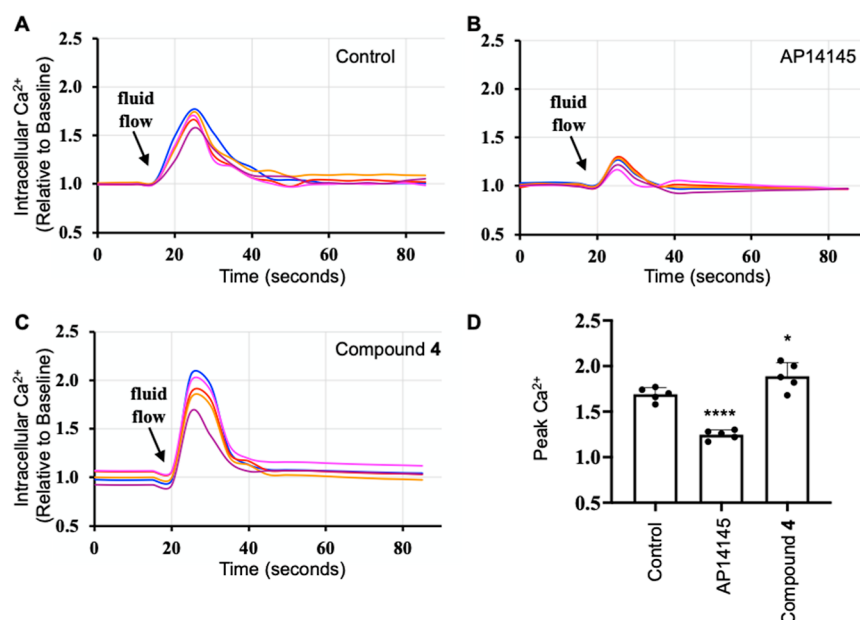 A
Control
Intracellular Ca²⁺
(Relative to Baseline)
2.5
2.0
1.5
1.0
0.5
fluid
flow
0
20
40
60
80
Time (seconds)
B
AP14145
2.5
2.0
1.5
1.0
0.5
fluid
flow
0
20
40
60
80
Time (seconds)
C
Compound 4
Intracellular Ca²⁺
(Relative to Baseline)
2.5
2.0
1.5
1.0
0.5
fluid
flow
0
20
40
60
80
Time (seconds)
D
Peak Ca²⁺
2.5
2.0
1.5
1.0
0.5
****
*
Control
AP14145
Compound 4